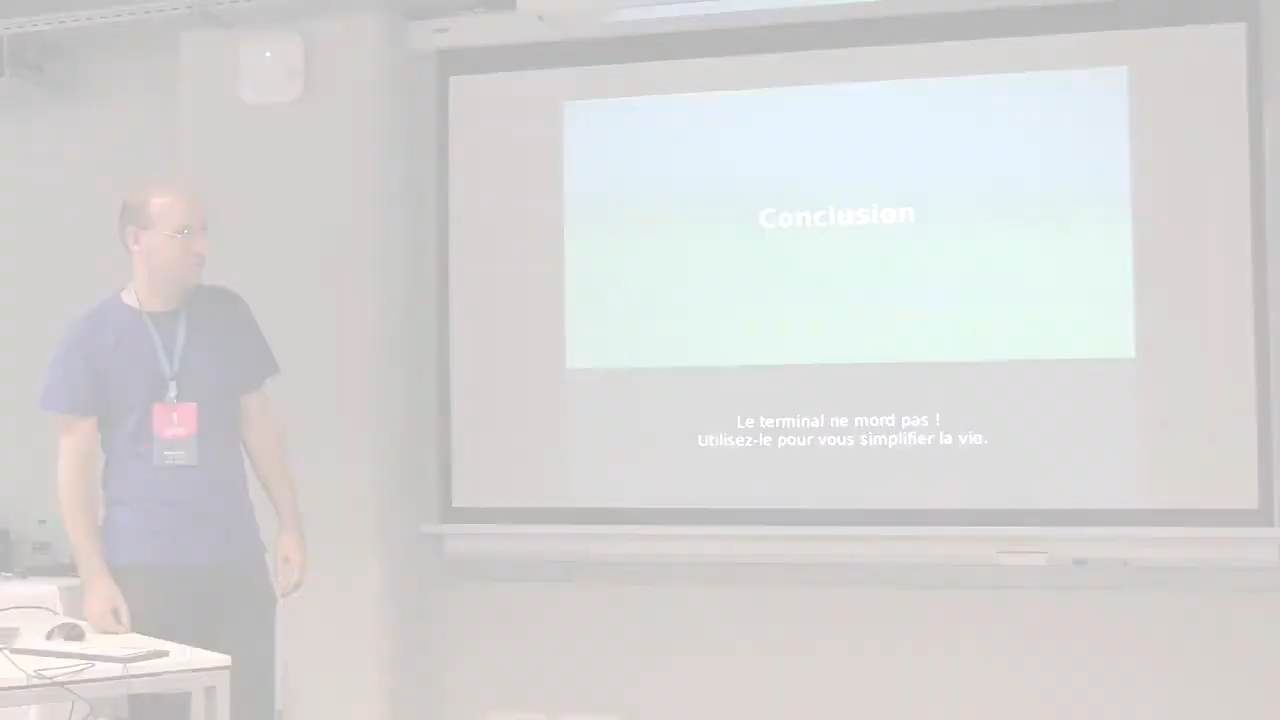 Conclusion
Le terminal ne mord pas !
Utilisez-le pour vous simplifier la vie.